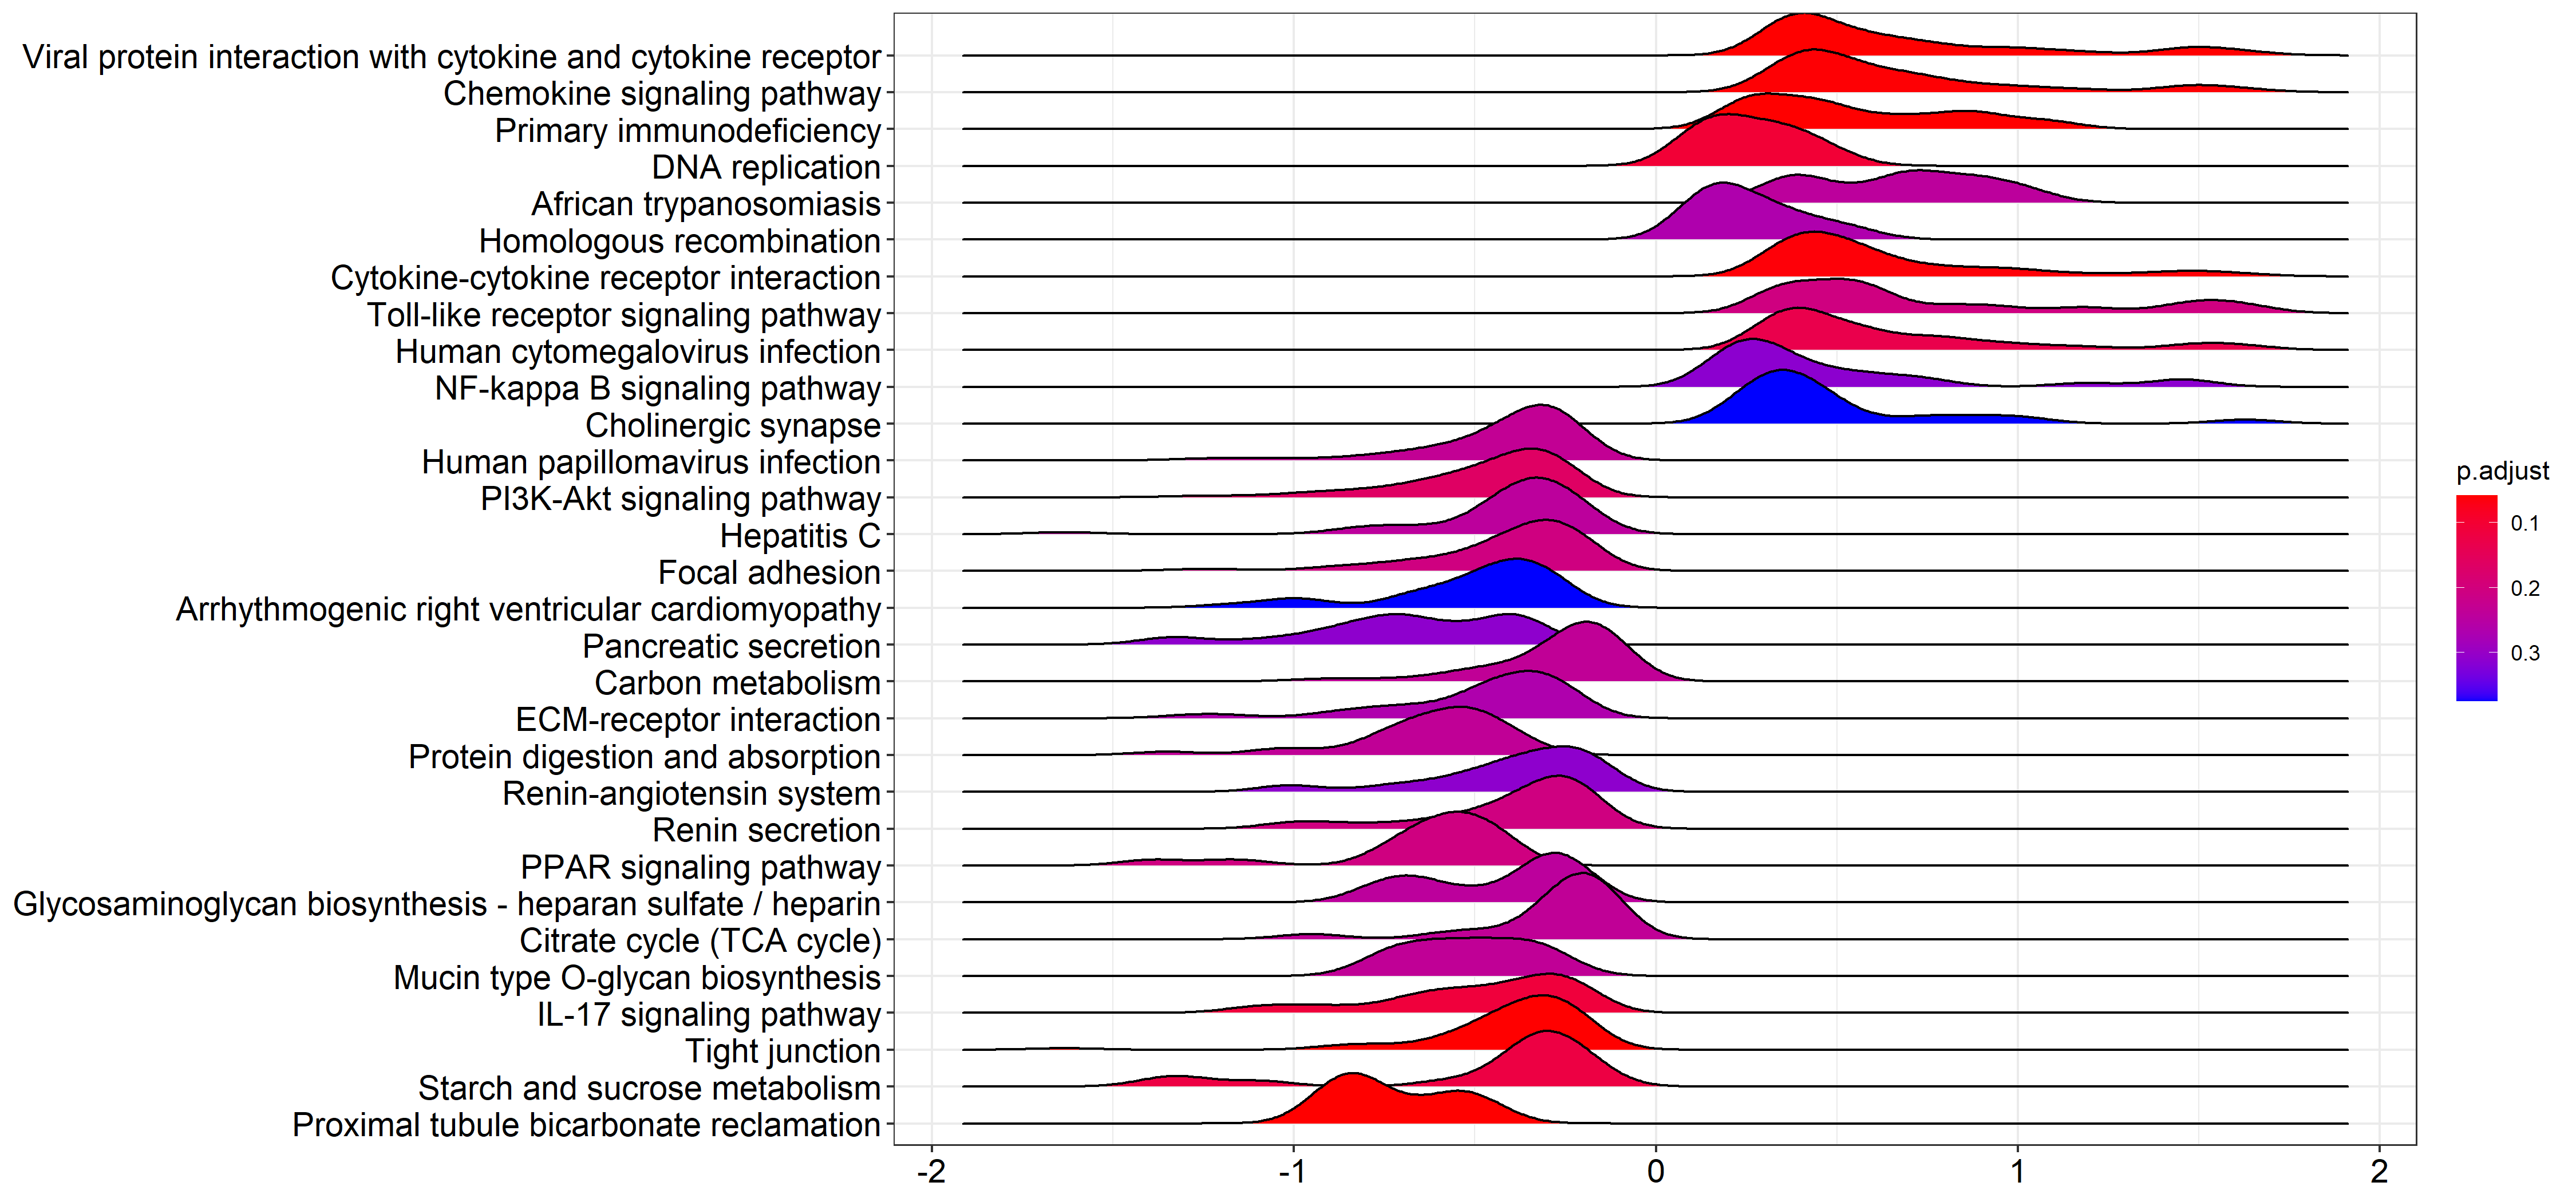 Viral protein interaction with cytokine and cytokine receptor
Chemokine signaling pathway
Primary immunodeficiency
DNA replication
African trypanosomiasis
Homologous recombination
Cytokine-cytokine receptor interaction
Toll-like receptor signaling pathway
Human cytomegalovirus infection
NF-kappa B signaling pathway
Cholinergic synapse
Human papillomavirus infection
PI3K-Akt signaling pathway
Hepatitis C
Focal adhesion
Arrhythmogenic right ventricular cardiomyopathy
Pancreatic secretion
Carbon metabolism
ECM-receptor interaction
Protein digestion and absorption
Renin-angiotensin system
Renin secretion
PPAR signaling pathway
Glycosaminoglycan biosynthesis - heparan sulfate / heparin
Citrate cycle (TCA cycle)
Mucin type O-glycan biosynthesis
IL-17 signaling pathway
Tight junction
Starch and sucrose metabolism
Proximal tubule bicarbonate reclamation
-2 -1 0 1 2
p.adjust
0.1
0.2
0.3